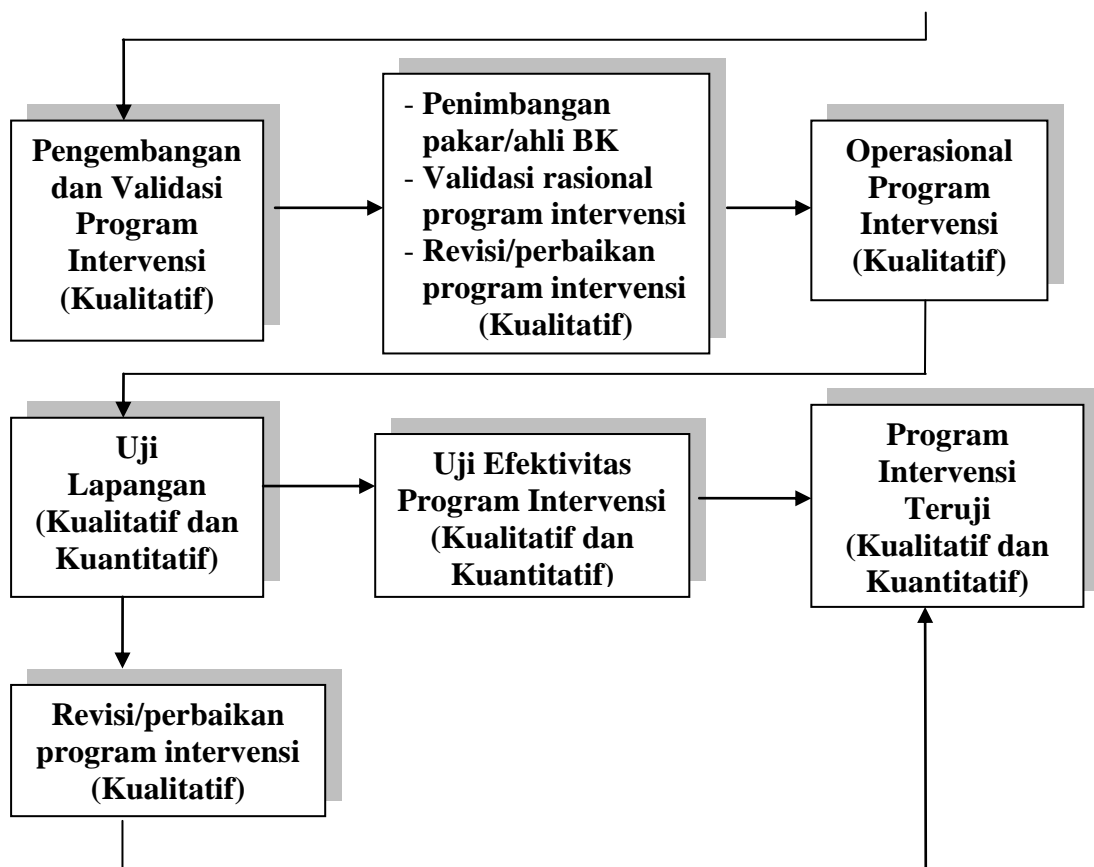 Pengembangan
dan Validasi
Program
Intervensi
(Kualitatif)
- Penimbangan
pakar/ahli BK
- Validasi rasional
program intervensi
- Revisi/perbaikan
program intervensi
(Kualitatif)
Operasional
Program
Intervensi
(Kualitatif)
Uji
Lapangan
(Kualitatif dan
Kuantitatif)
Uji Efektivitas
Program Intervensi
(Kualitatif dan
Kuantitatif)
Program
Intervensi
Teruji
(Kualitatif dan
Kuantitatif)
Revisi/perbaikan
program intervensi
(Kualitatif)